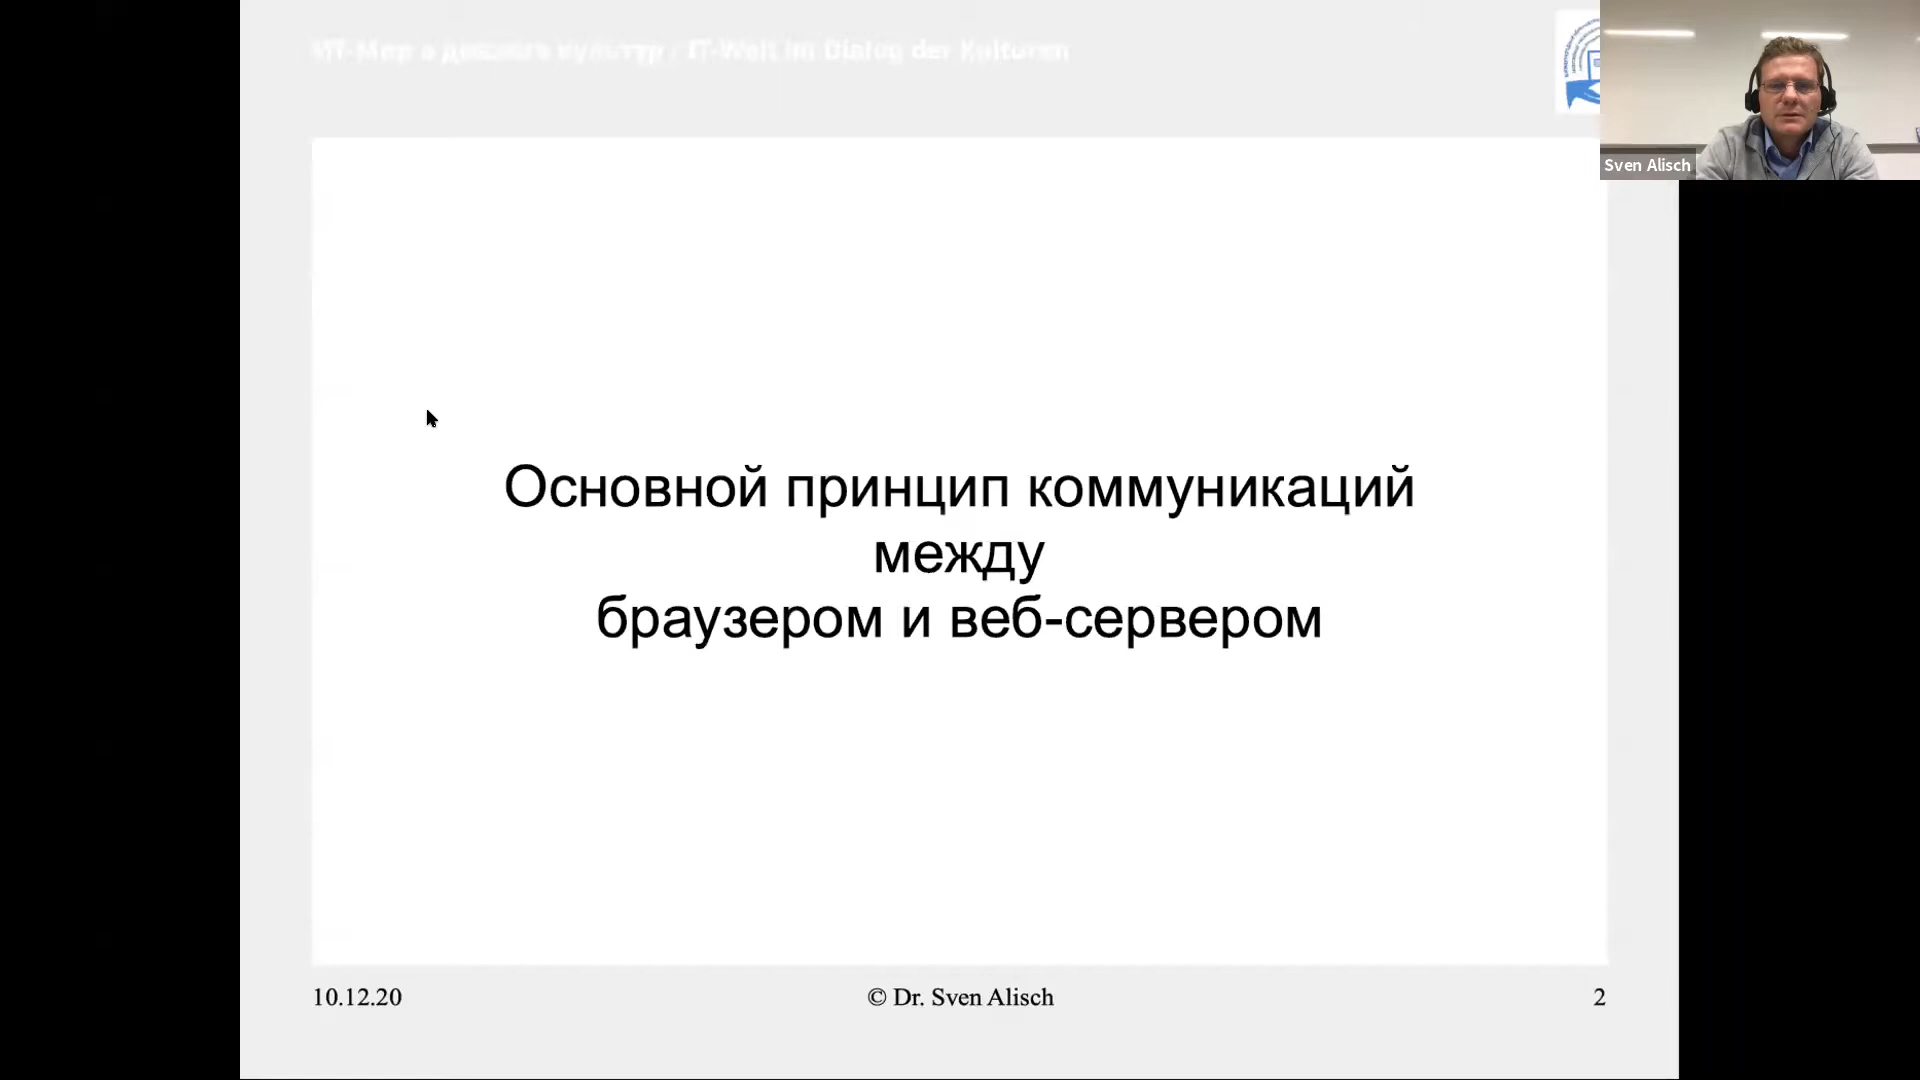 ИТ-Мир в диалоге культур / IT-Welt im Dialog der Kulturen
Sven Alisch
Основной принцип коммуникаций
между
браузером и веб-сервером
10.12.20
© Dr. Sven Alisch
2